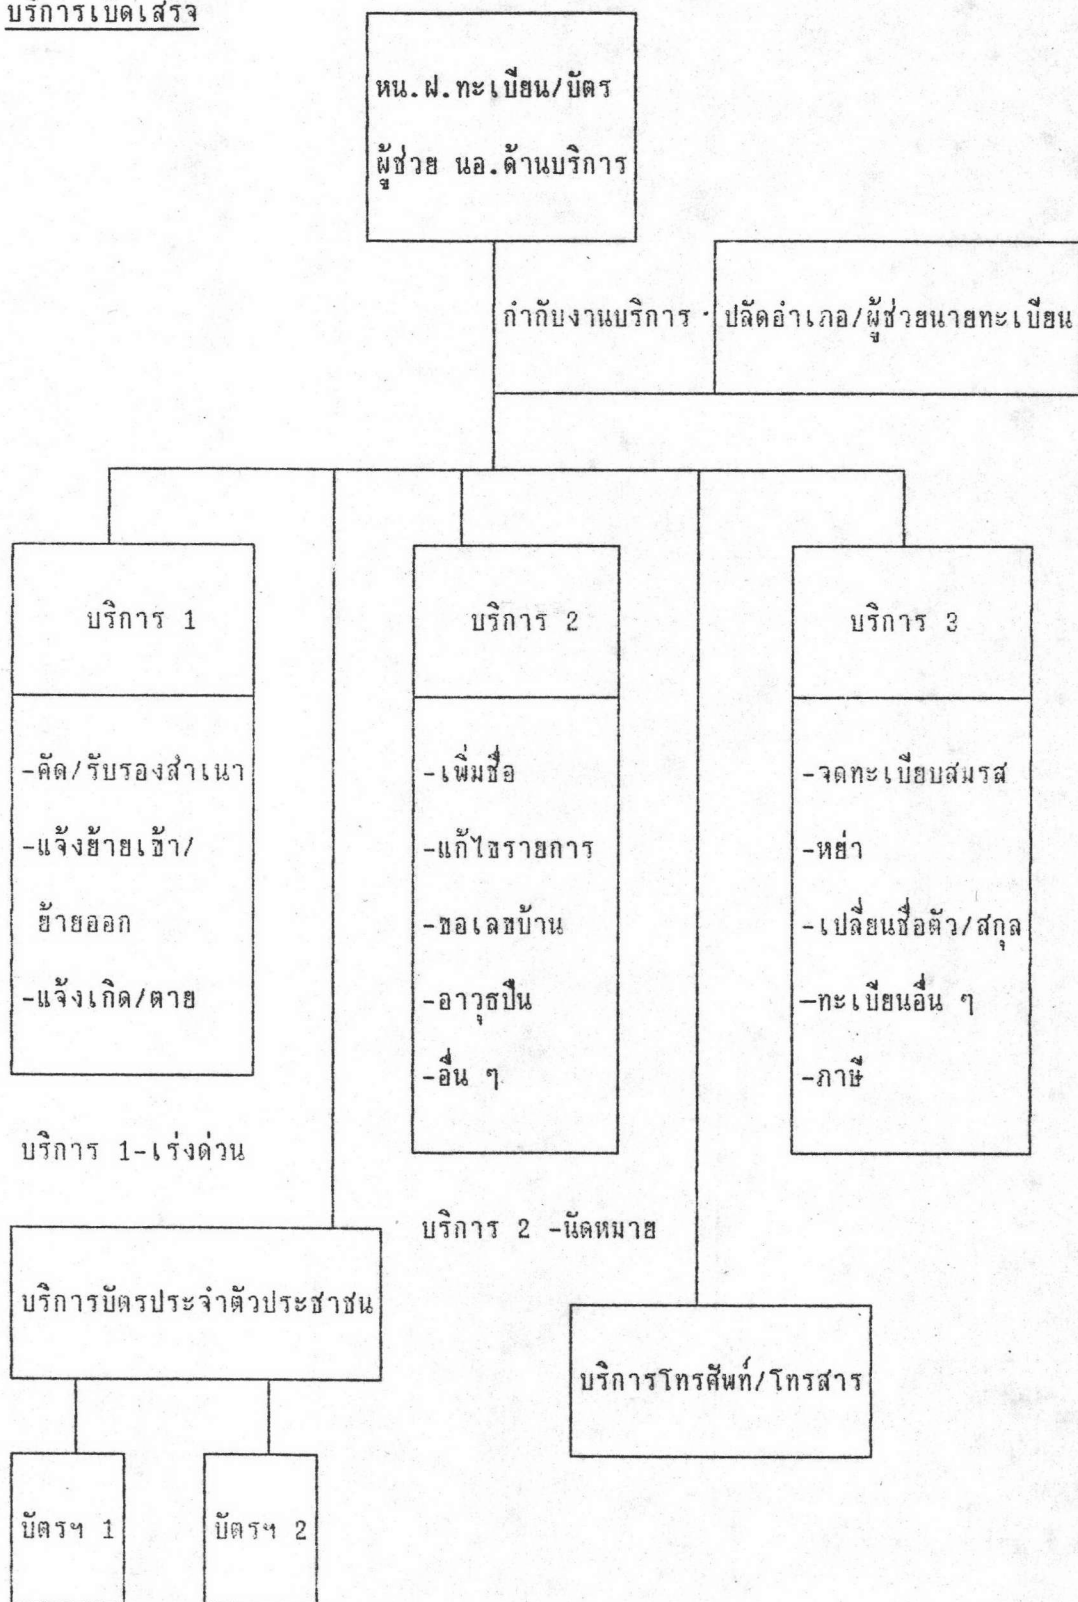 บริการเบดเสรจ
หน.ฝ.ทะเบียน/บัตร
ผู้ช่วย นอ.ด้านบริการ
กำกับงานบริการ
ปลัดอำเภอ/ผู้ช่วยนายทะเบียน
บริการ 1
-คัด/รับรองสำเนา
-แจ้งย้ายเข้า/
ย้ายออก
-แจ้งเกิด/ตาย
บริการ 2
-เพิ่มชื่อ
-แก้ไขรายการ
-ขอเลขบ้าน
-อาวุธปืน
-อื่น ๆ
บริการ 3
-จดทะเบียบสมรส
-หย่า
-เปลี่ยนชื่อตัว/สกุล
-ทะเบียนอื่น ๆ
-ภาษี
บริการ 1-เร่งด่วน
บริการ 2 -นัดหมาย
บริการบัตรประจำตัวประชาชน
บริการโทรศัพท์/โทรสาร
บัตรฯ 1
บัตรฯ 2